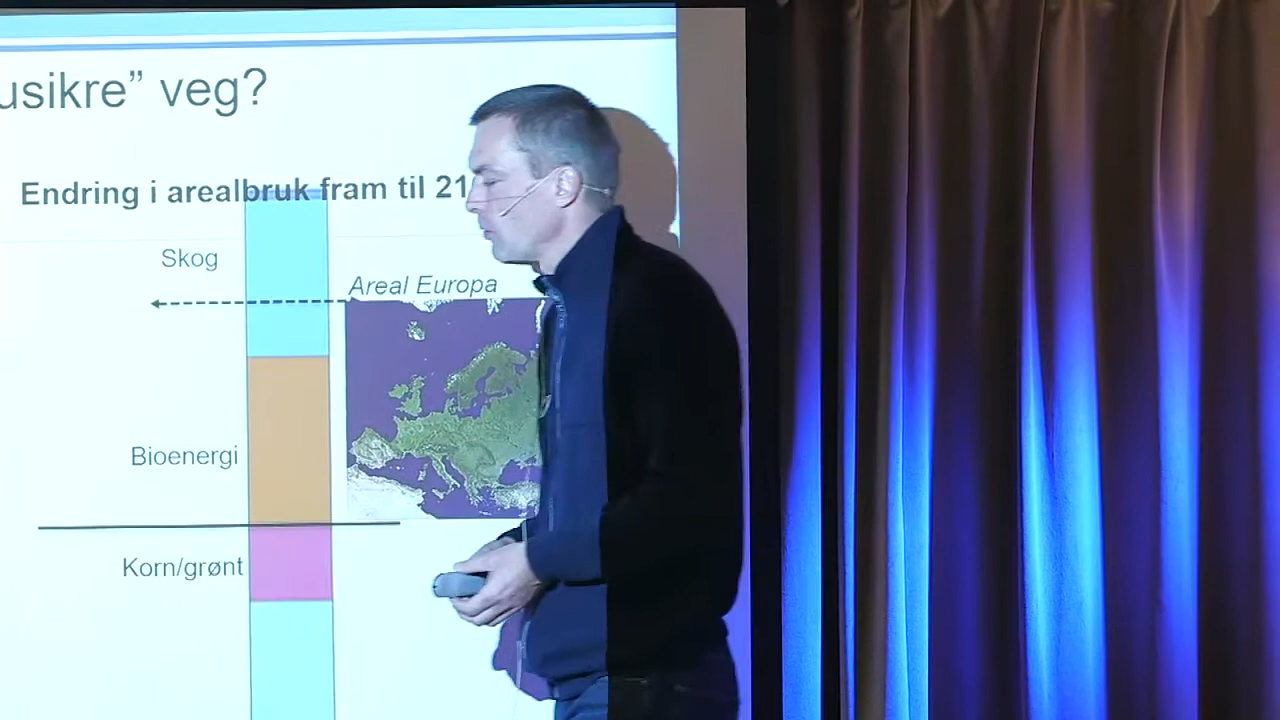 usikre” veg?
Endring i arealbruk fram til 21
Skog
Areal Europa
Bioenergi
Korn/grønt